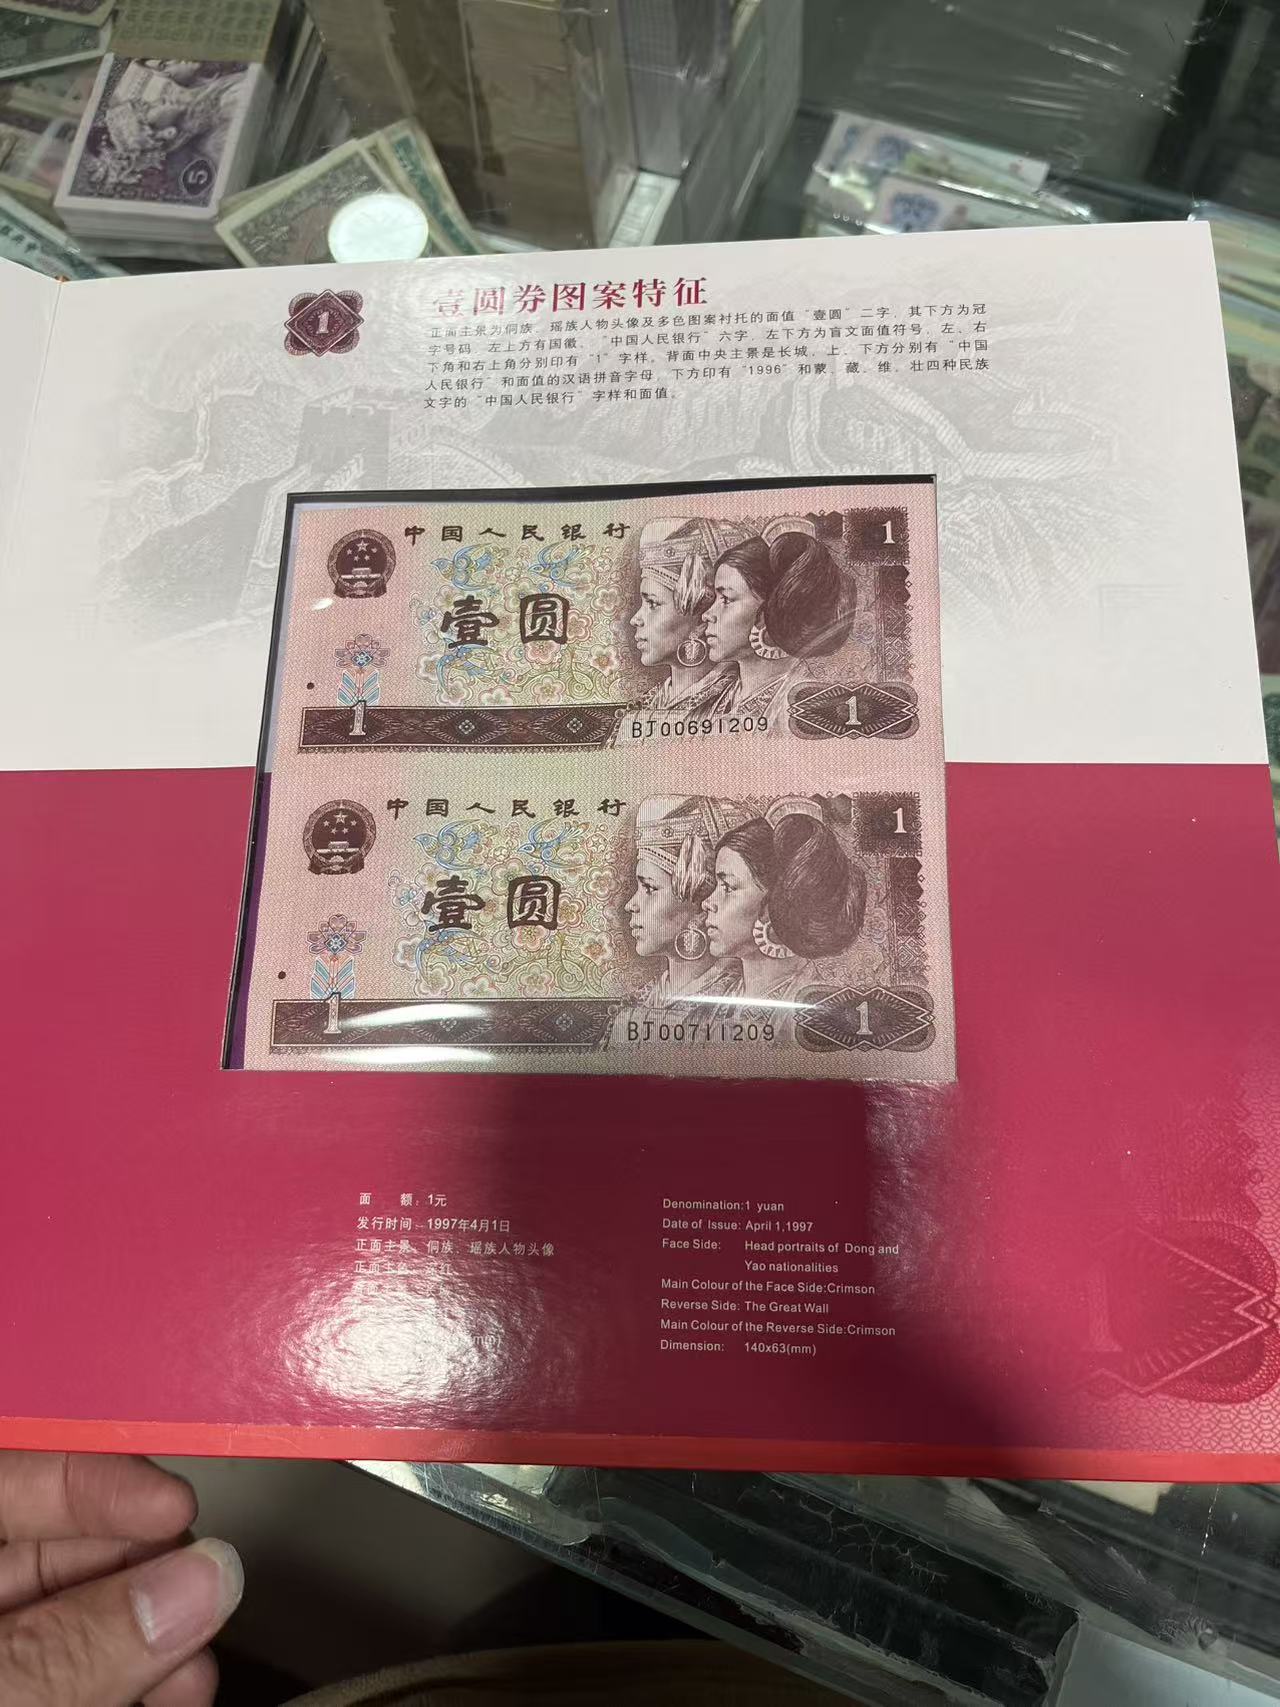 5
1
壹圆券图案特征
正面主景为侗族、瑶族人物头像及多色图案衬托的面值“壹圆”二字,其下方为冠
字号码,左上方有国徽、“中国人民银行”六字,左下方为盲文面值符号,左、右
下角和右上角分别印有“1”字样。背面中央主景是长城,上、下方分别有“中国
人民银行”和面值的汉语拼音字母,下方印有“1996”和蒙、藏、维、壮四种民族
文字的“中国人民银行”字样和面值。
中国人民银行
1
壹圆
1
BJ00691209
1
中国人民银行
1
壹圆
1
BJ00711209
1
面 额:1元
发行时间:1997年4月1日
正面主景:侗族、瑶族人物头像
正面主色:深红
Denomination:1 yuan
Date of Issue: April 1,1997
Face Side: Head portraits of Dong and
Yao nationalities
Main Colour of the Face Side:Crimson
Reverse Side: The Great Wall
Main Colour of the Reverse Side:Crimson
Dimension: 140x63(mm)